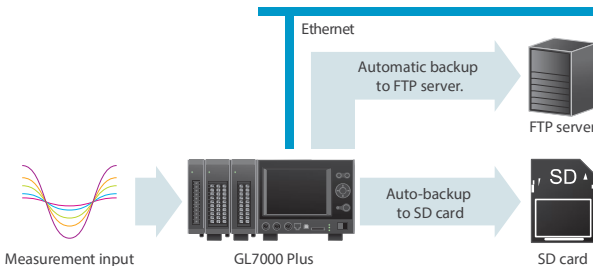 Ethernet
Automatic backup
to FTP server.
FTP server
SD
Auto-backup
to SD card
Measurement input
GL7000 Plus
SD card